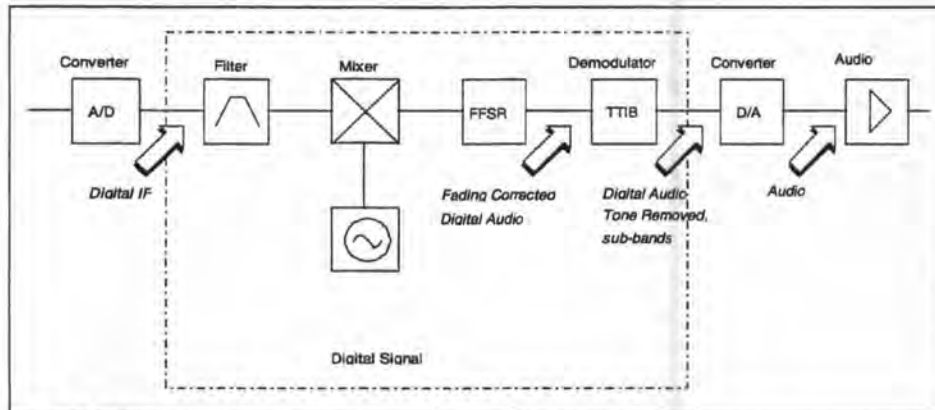 Converter
Filter
Mixer
Demodulator
Converter
Audio
A/D
FFSR
TTIB
D/A
Digital IF
Fading Corrected
Digital Audio
Digital Audio
Tone Removed,
sub-bands
Audio
Digital Signal